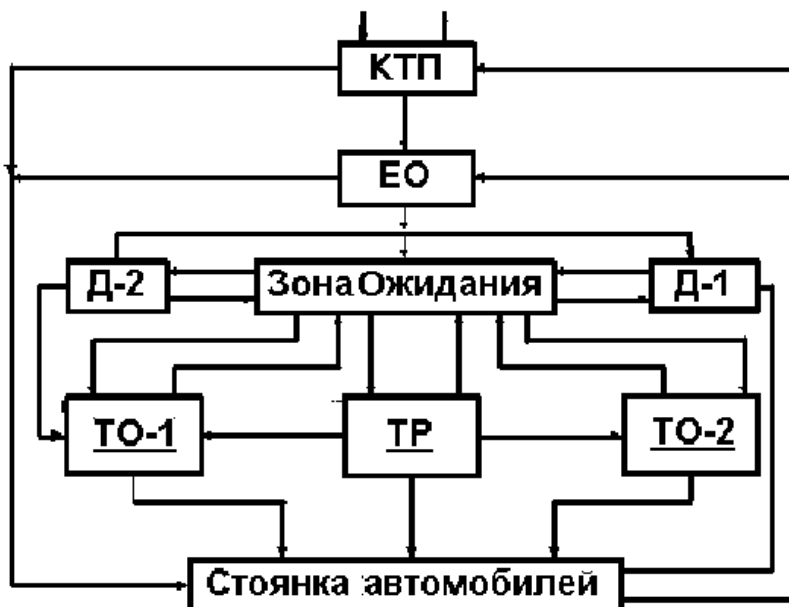 КТП
ЕО
Д-2
Зона Ожидания
Д-1
ТО-1
ТР
ТО-2
Стоянка автомобилей